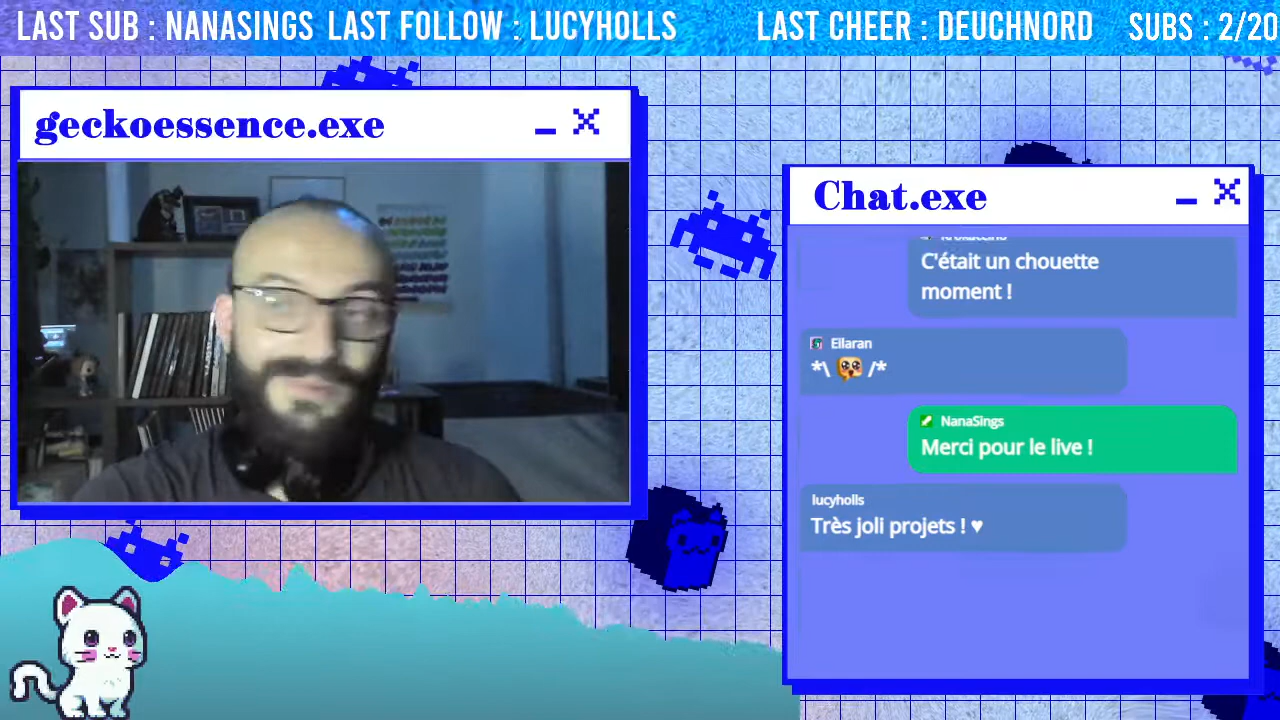 LAST SUB : NANASINGS LAST FOLLOW : LUCYHOLLS LAST CHEER : DEUCHNORD SUBS : 2/20
geckoessence.exe
Chat.exe
C'était un chouette
moment !
Ellaran
*\ /*
NanaSings
Merci pour le live !
lucyholls
Très joli projets ! ♥